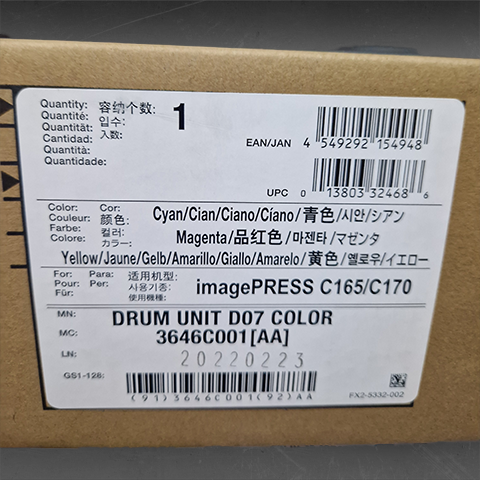 Quantity: 容纳个数: 1
Quantité: 입수:
Quantität: 入数:
Cantidad:
Quantità:
Quantidade:
EAN/JAN 4 549292 154948
UPC 0 13803 32468 6
Color: Cor: Cyan/Cian/Ciano/Cíano/青色/시안/シアン
Couleur: 颜色:
Farbe: 컬러: Magenta/品红色/마젠타/マゼンタ
Colore: カラー:
Yellow/Jaune/Gelb/Amarillo/Giallo/Amarelo/黄色/옐로우/イエロー
For: Para: 适用机型: imagePRESS C165/C170
Pour: Per: 사용기종:
Für: 使用機種:
MN: DRUM UNIT D07 COLOR
MC: 3646C001[AA]
LN: 20220223
GS1-128:
(91)3646C001(92)AA
FX2-5332-002